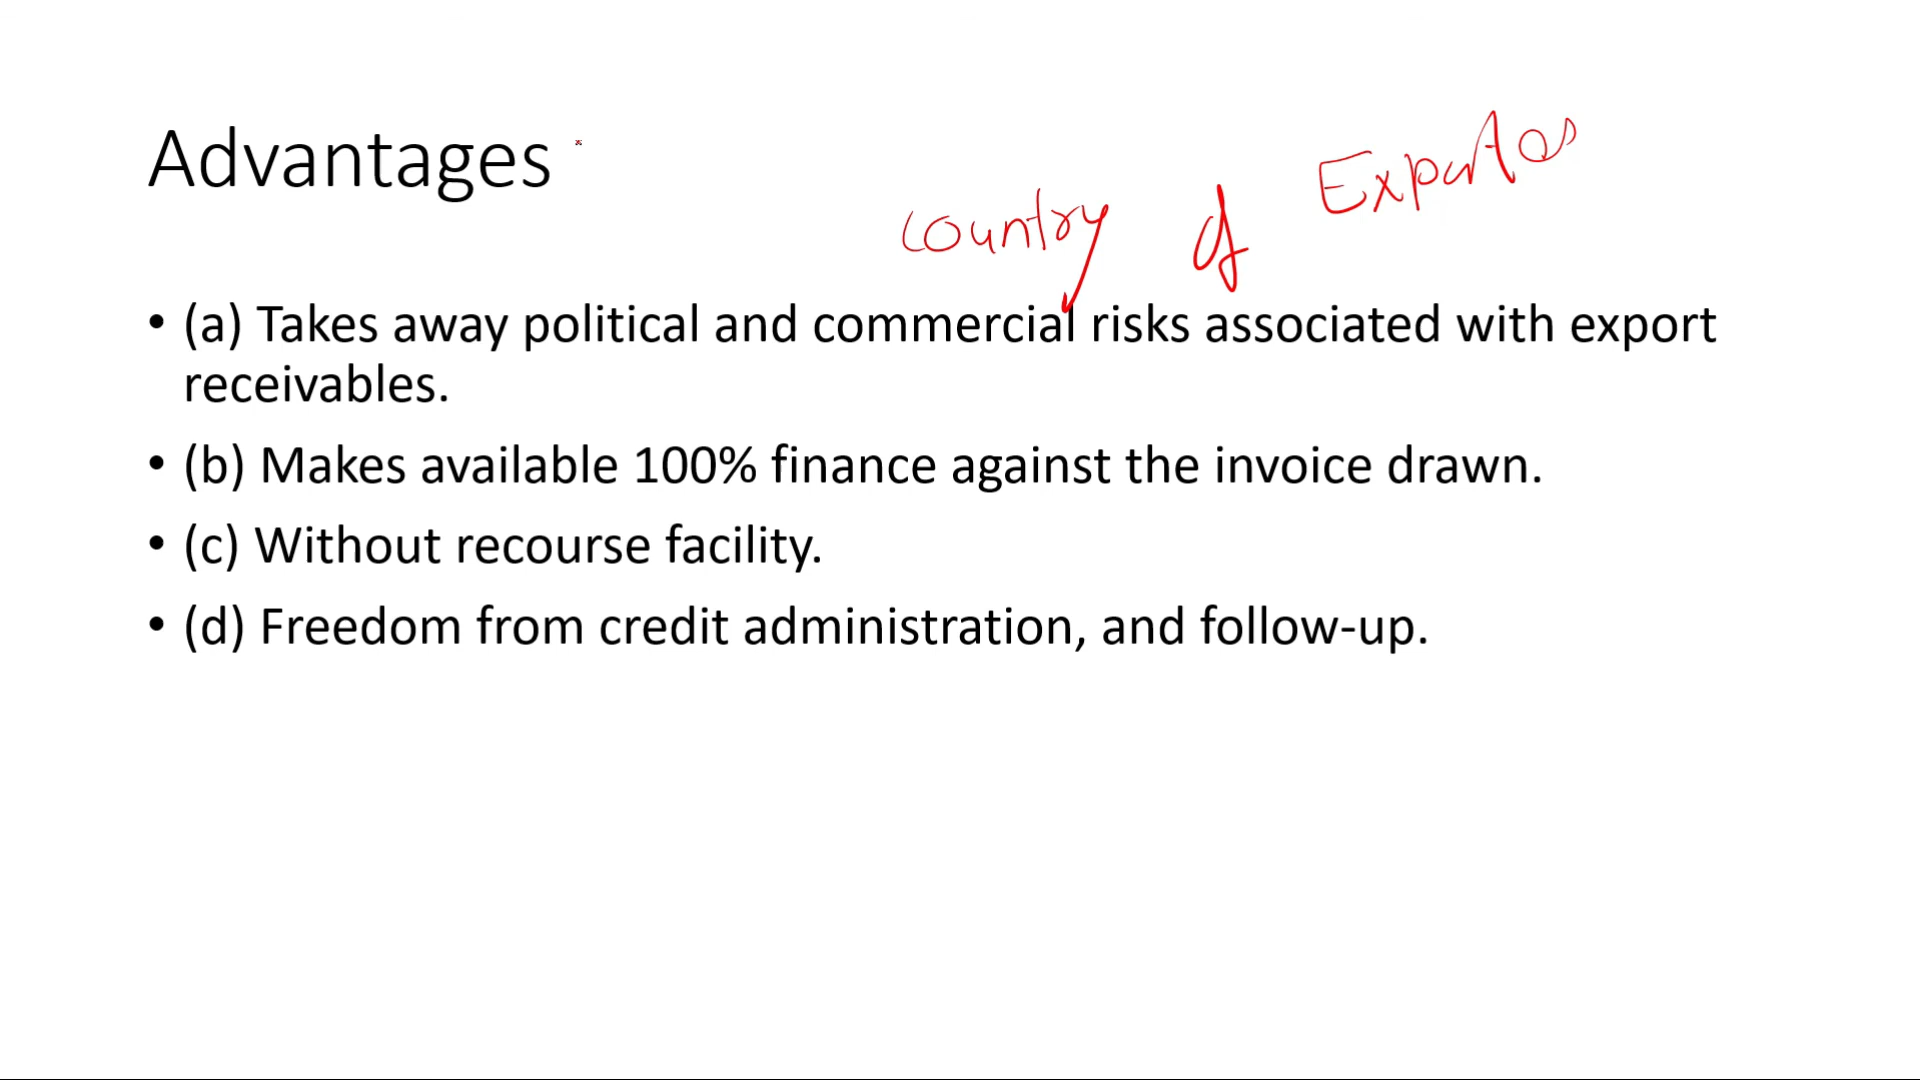 Advantages
country of Exporter
• (a) Takes away political and commercial risks associated with export
receivables.
• (b) Makes available 100% finance against the invoice drawn.
• (c) Without recourse facility.
• (d) Freedom from credit administration, and follow-up.